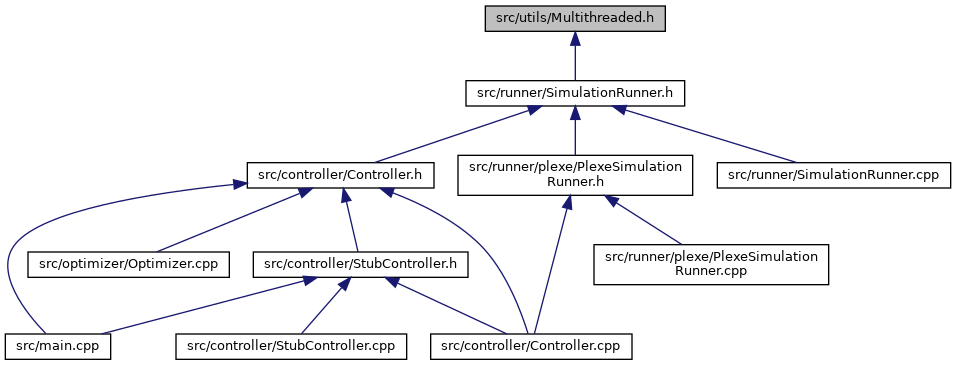 src/utils/Multithreaded.h
src/runner/SimulationRunner.h
src/controller/Controller.h
src/runner/plexe/PlexeSimulation
Runner.h
src/runner/SimulationRunner.cpp
src/optimizer/Optimizer.cpp
src/controller/StubController.h
src/runner/plexe/PlexeSimulation
Runner.cpp
src/main.cpp
src/controller/StubController.cpp
src/controller/Controller.cpp